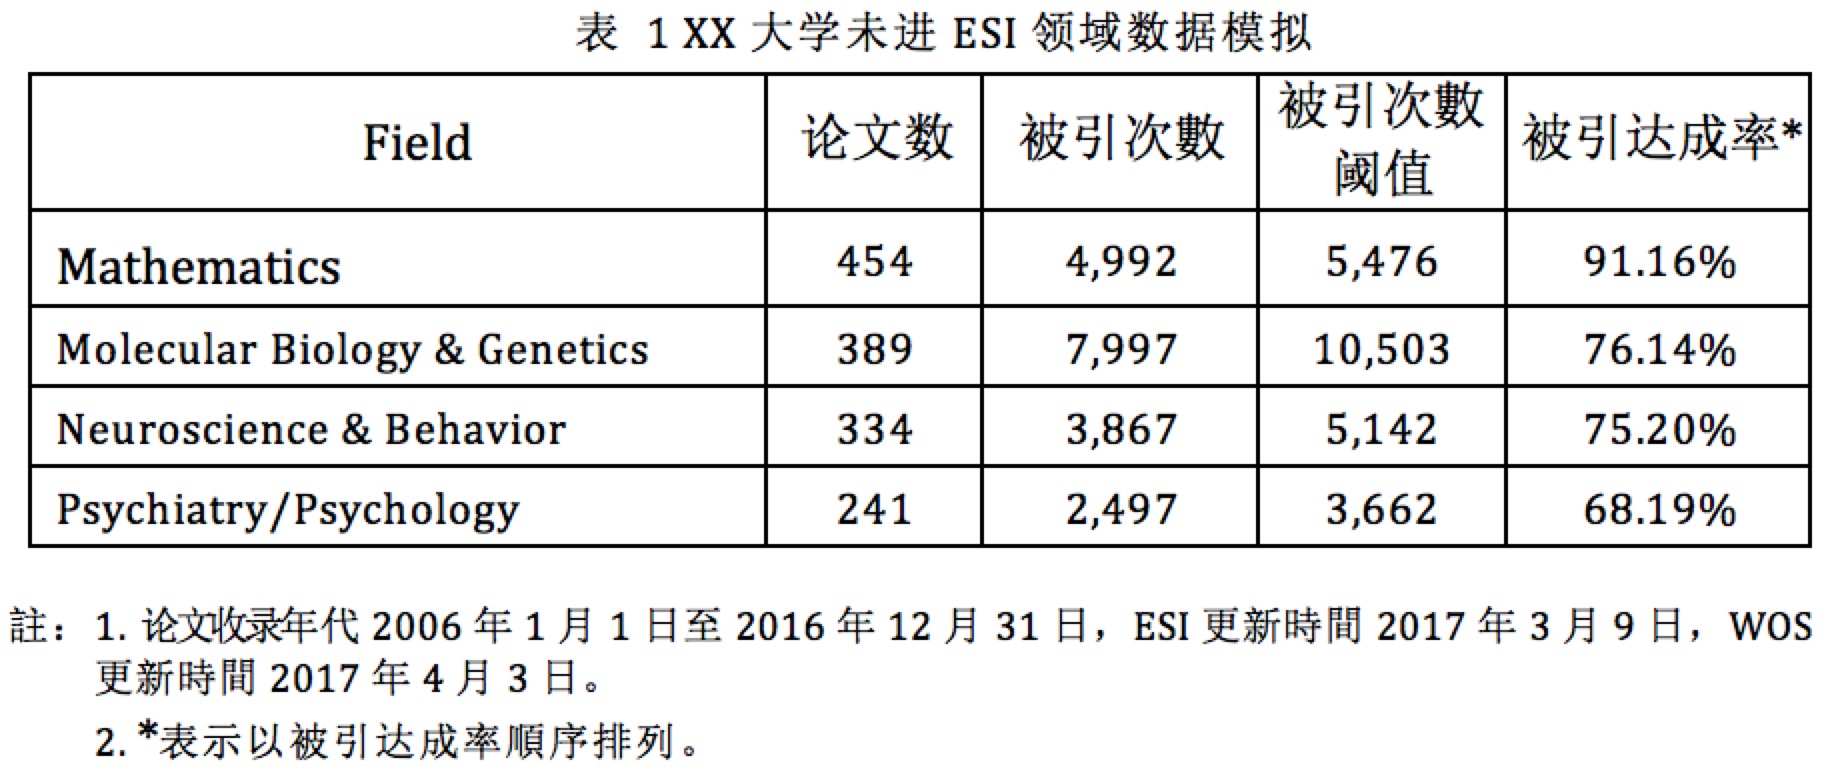 表 1 XX 大学未进 ESI 领域数据模拟
Field 论文数 被引次數 被引次數阈值 被引达成率*
Mathematics 454 4,992 5,476 91.16%
Molecular Biology & Genetics 389 7,997 10,503 76.14%
Neuroscience & Behavior 334 3,867 5,142 75.20%
Psychiatry/Psychology 241 2,497 3,662 68.19%
註：1. 论文收录年代 2006 年 1 月 1 日至 2016 年 12 月 31 日，ESI 更新時間 2017 年 3 月 9 日，WOS
更新時間 2017 年 4 月 3 日。
2. *表示以被引达成率順序排列。